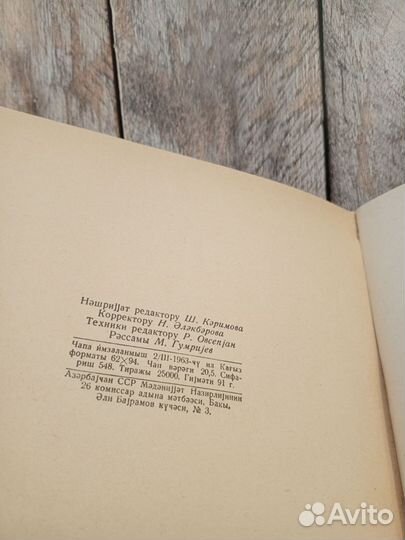 Нәшријјат редактору Ш. Кәримова
Корректору Н. Әләкбәрова
Техники редактору Р. Овсепјан
Рәссамы М. Гумријев
Чапа имзаланмыш 2/III-1963-чү ил Кағыз
форматы 62×94. Чап вәрәги 20,5. Сифа-
риш 548. Тиражы 25000. Гијмәти 91 г.
Азәрбајҹан ССР Мәдәнијјәт Назирлијинин
26 комиссар адына мәтбәәси, Бакы,
Әли Бајрамов күчәси, № 3.
Avito